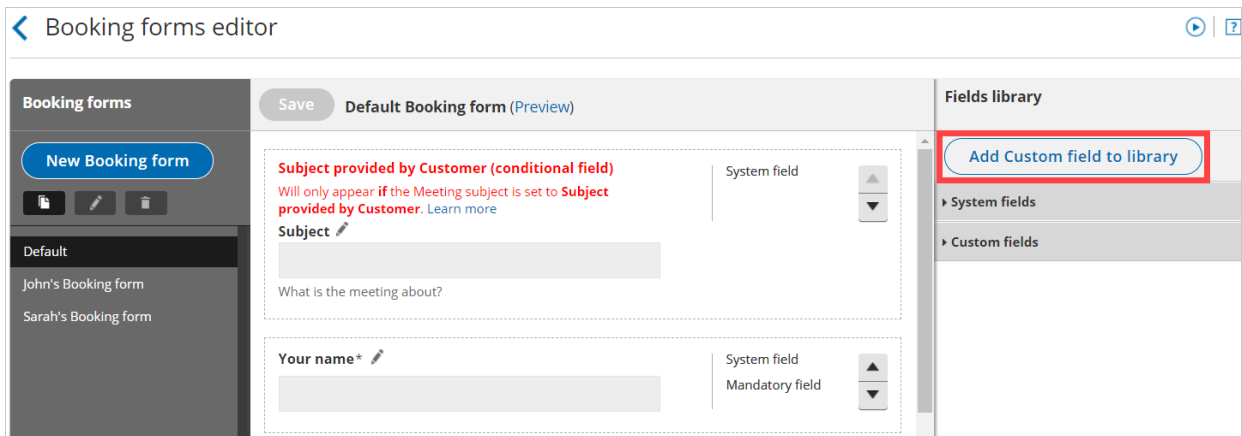 Booking forms editor
?
Booking forms
New Booking form
Default
John's Booking form
Sarah's Booking form
Save
Default Booking form (Preview)
Subject provided by Customer (conditional field)
Will only appear if the Meeting subject is set to Subject
provided by Customer. Learn more
Subject
What is the meeting about?
System field
Your name*
System field
Mandatory field
Fields library
Add Custom field to library
System fields
Custom fields